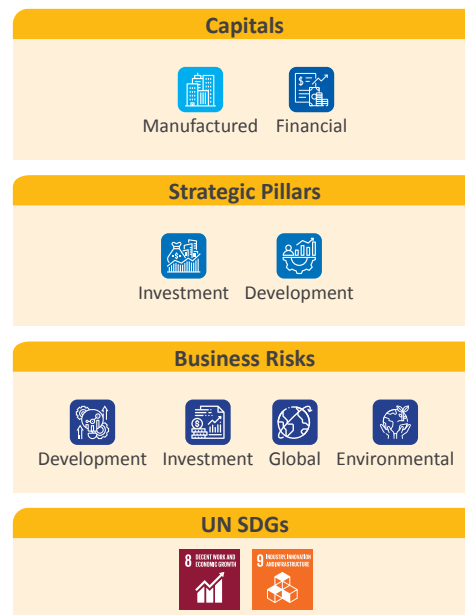 Capitals
Manufactured Financial
Strategic Pillars
Investment Development
Business Risks
Development Investment Global Environmental
UN SDGs
8 DECENT WORK AND ECONOMIC GROWTH
9 INDUSTRY, INNOVATION AND INFRASTRUCTURE